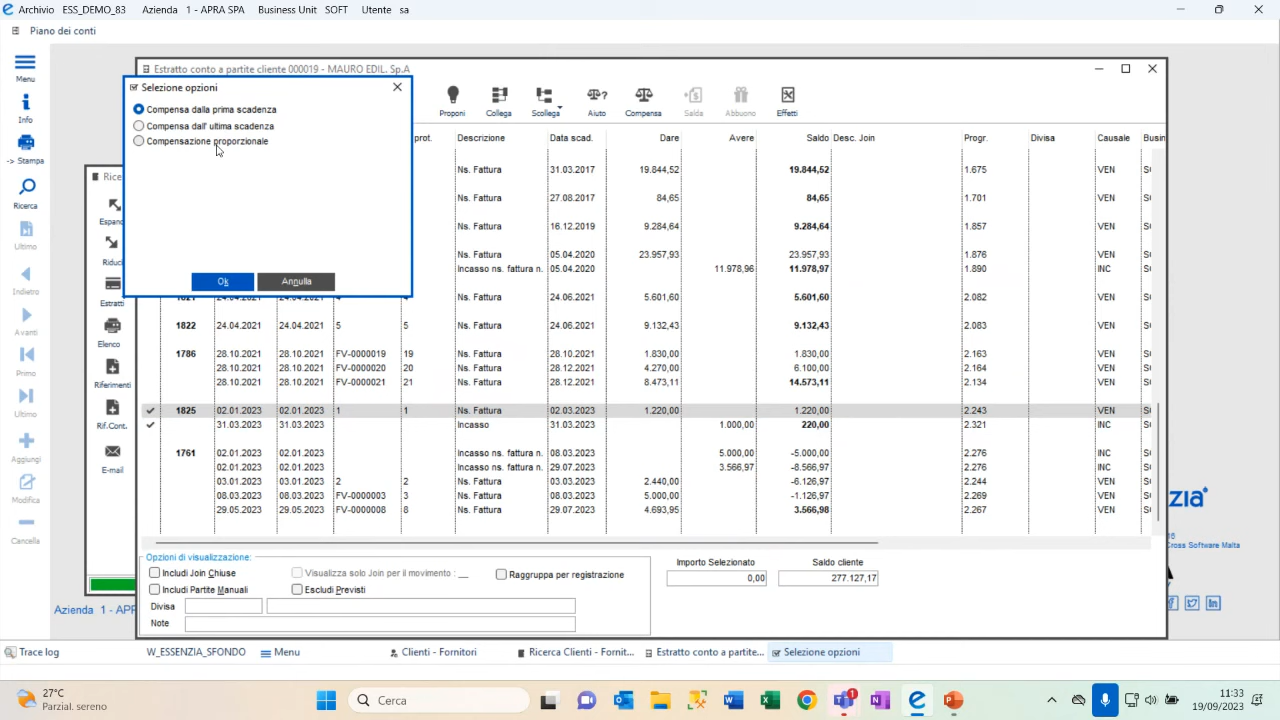 Archivio ESS_DEMO_83 Azienda 1 - APRA SPA Business Unit SOFT Utente sa
Piano dei conti
Menu
Info
-> Stampa
Ricerca
Ultimo
Indietro
Avanti
Primo
Ultimo
Aggiungi
Modifica
Cancella
Estratto conto a partite cliente 000019 - MAURO EDIL. Sp.A
Selezione opzioni
Compensa dalla prima scadenza
Compensa dall' ultima scadenza
Compensazione proporzionale
Ok Annulla
Proponi Collega Scollega Aiuto Compensa Salda Abbuono Effetti
Espand
Riduci
Estratti
Elenco
Riferimenti
Rif.Cont.
E-mail
prot. Descrizione Data scad. Dare Avere Saldo Desc. Join Progr. Divisa Causale Busin
Ns. Fattura 31.03.2017 19.844,52 19.844,52 1.675 VEN
Ns. Fattura 27.08.2017 84,65 84,65 1.701 VEN
Ns. Fattura 16.12.2019 9.284,64 9.284,64 1.857 VEN
Ns. Fattura 05.04.2020 23.957,93 23.957,93 1.876 VEN
Incasso ns. fattura n. 05.04.2020 11.978,96 11.978,97 1.890 INC
1821 24.04.2021 24.04.2021 4 4 Ns. Fattura 24.06.2021 5.601,60 5.601,60 2.082 VEN
1822 24.04.2021 24.04.2021 5 5 Ns. Fattura 24.06.2021 9.132,43 9.132,43 2.083 VEN
1786 28.10.2021 28.10.2021 FV-0000019 19 Ns. Fattura 28.10.2021 1.830,00 1.830,00 2.163 VEN
28.10.2021 28.10.2021 FV-0000020 20 Ns. Fattura 28.12.2021 4.270,00 6.100,00 2.164 VEN
28.10.2021 28.10.2021 FV-0000021 21 Ns. Fattura 28.12.2021 8.473,11 14.573,11 2.134 VEN
1825 02.01.2023 02.01.2023 1 1 Ns. Fattura 02.03.2023 1.220,00 1.220,00 2.243 VEN
31.03.2023 31.03.2023 Incasso 31.03.2023 1.000,00 220,00 2.321 INC
1761 02.01.2023 02.01.2023 Incasso ns. fattura n. 08.03.2023 5.000,00 -5.000,00 2.276 INC
02.01.2023 02.01.2023 Incasso ns. fattura n. 29.07.2023 3.566,97 -8.566,97 2.276 INC
03.01.2023 03.01.2023 2 2 Ns. Fattura 03.03.2023 2.440,00 -6.126,97 2.244 VEN
08.03.2023 08.03.2023 FV-0000003 3 Ns. Fattura 08.03.2023 5.000,00 -1.126,97 2.269 VEN
29.05.2023 29.05.2023 FV-0000008 8 Ns. Fattura 29.07.2023 4.693,95 3.566,98 2.267 VEN
Opzioni di visualizzazione:
Includi Join Chiuse Visualizza solo Join per il movimento : __ Raggruppa per registrazione
Includi Partite Manuali Escludi Previsti
Divisa
Note
Importo Selezionato Saldo cliente
0,00 277.127,17
Azienda 1 - APR
Cross Software Malta
Trace log W_ESSENZIA_SFONDO Menu Clienti - Fornitori Ricerca Clienti - Fornit... Estratto conto a partite... Selezione opzioni
27°C
Parzial. sereno
Cerca
1
11:33
19/09/2023